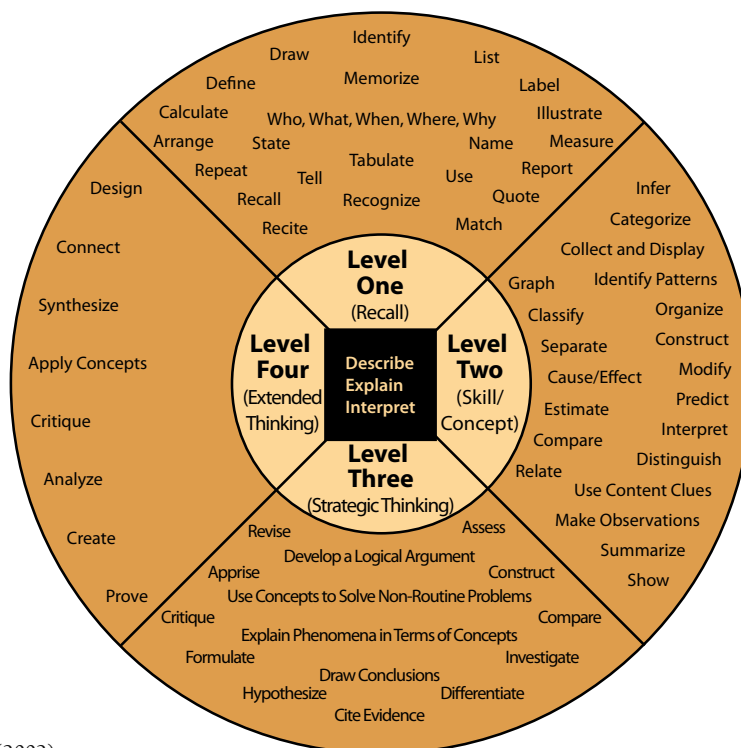 Identify
Draw
List
Define
Memorize
Label
Calculate
Who, What, When, Where, Why
Illustrate
Arrange
State
Name
Measure
Repeat
Tell
Tabulate
Use
Report
Recall
Recognize
Quote
Recite
Match
Level
One
(Recall)
Infer
Categorize
Collect and Display
Graph
Identify Patterns
Classify
Organize
Separate
Construct
Cause/Effect
Modify
Estimate
Predict
Compare
Interpret
Relate
Distinguish
Use Content Clues
Make Observations
Summarize
Show
Level
Two
(Skill/
Concept)
Describe
Explain
Interpret
Level
Three
(Strategic Thinking)
Revise
Assess
Develop a Logical Argument
Apprise
Construct
Use Concepts to Solve Non-Routine Problems
Critique
Compare
Explain Phenomena in Terms of Concepts
Formulate
Investigate
Draw Conclusions
Hypothesize
Differentiate
Cite Evidence
Level
Four
(Extended
Thinking)
Design
Connect
Synthesize
Apply Concepts
Critique
Analyze
Create
Prove